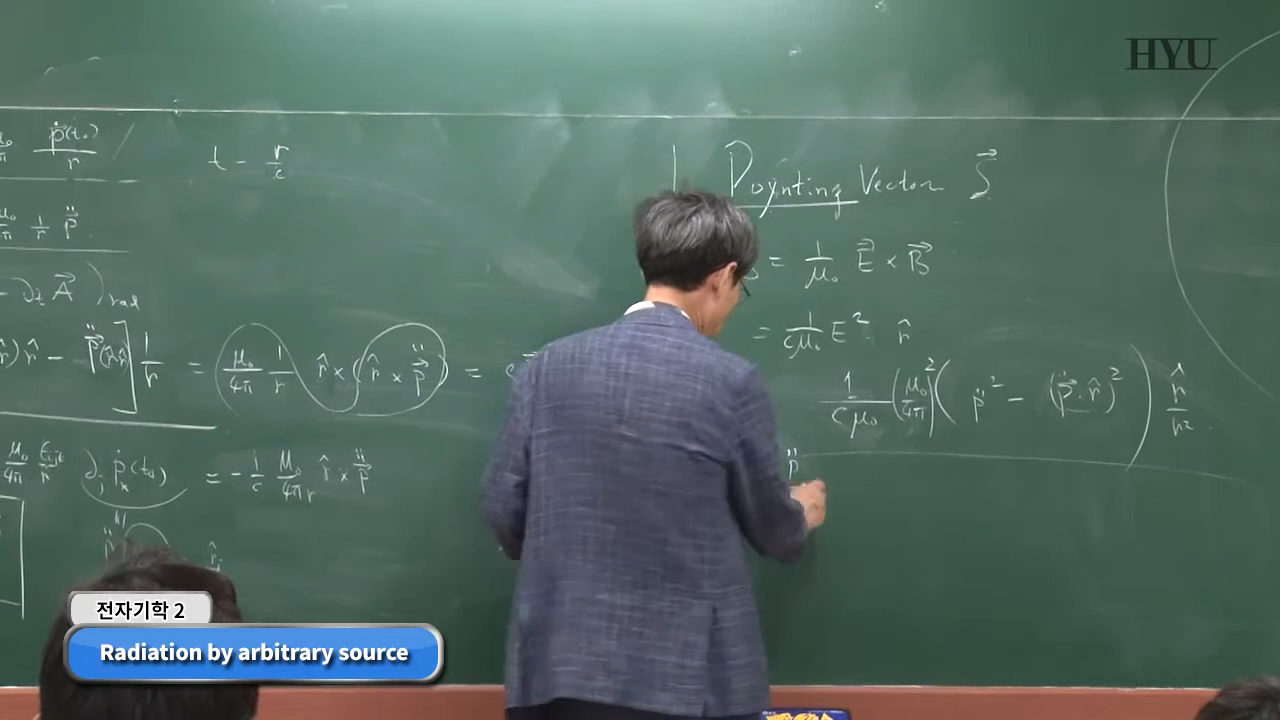 HYU
p̈(t₀)/r
t - r/c
μ₀/4π 1/r p̈
Poynting Vector S⃗
- ∂ₜ A⃗ )rad
= 1/μ₀ E⃗ × B⃗
= 1/cμ₀ E² r̂
r̂)r̂ - p̈(r̂·r̂)] 1/r = μ₀/4π 1/r r̂ × (r̂ × p̈⃗) =
1/cμ₀ (μ₀/4π)² ( p̈² - (p̈⃗ · r̂)² ) r̂/r²
μ₀/4π ∂ⱼ ṗₖ(t₀) = - 1/c μ₀/4πr r̂ × p̈⃗
p̈
전자기학 2
Radiation by arbitrary source